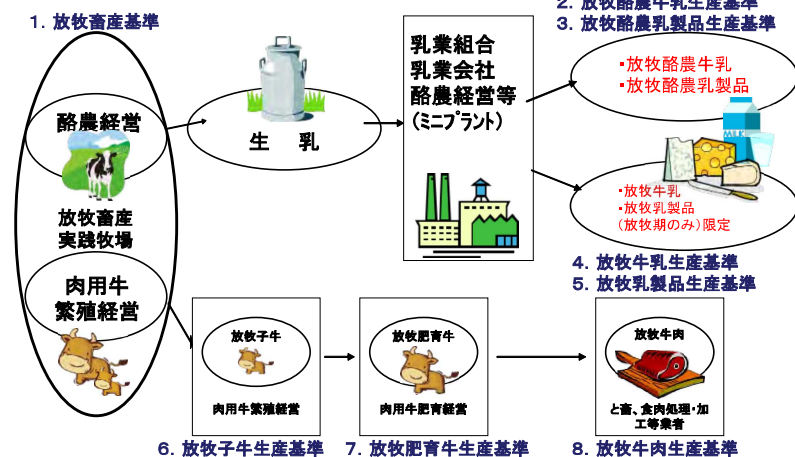 1. 放牧畜産基準
2. 放牧酪農牛乳生産基準
3. 放牧酪農乳製品生産基準
酪農経営
放牧畜産
実践牧場
肉用牛
繁殖経営
生 乳
乳業組合
乳業会社
酪農経営等
(ミニプラント)
・放牧酪農牛乳
・放牧酪農乳製品
MILK
・放牧牛乳
・放牧乳製品
(放牧期のみ)限定
4. 放牧牛乳生産基準
5. 放牧乳製品生産基準
放牧子牛
肉用牛繁殖経営
6. 放牧子牛生産基準
放牧肥育牛
肉用牛肥育経営
7. 放牧肥育牛生産基準
放牧牛肉
と畜、食肉処理・加
工等業者
8. 放牧牛肉生産基準